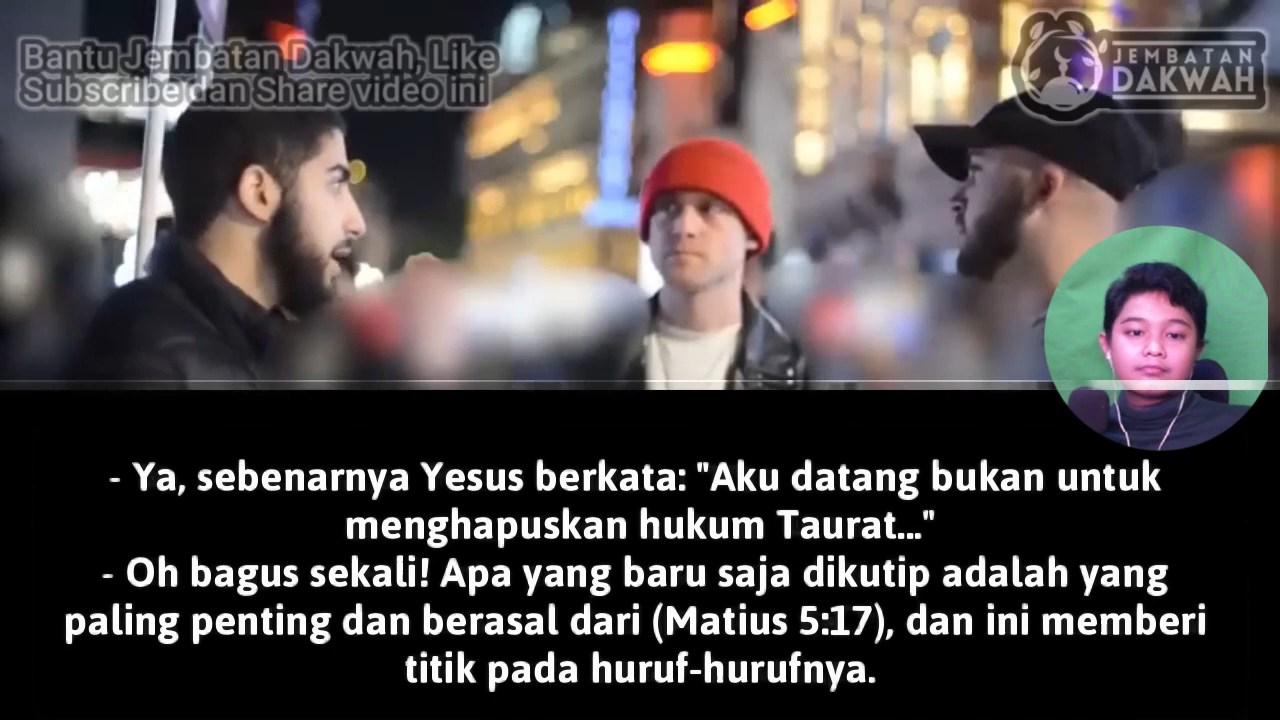 Bantu Jembatan Dakwah, Like
Subscribe dan Share video ini
JEMBATAN
DAKWAH
- Ya, sebenarnya Yesus berkata: "Aku datang bukan untuk
menghapuskan hukum Taurat..."
- Oh bagus sekali! Apa yang baru saja dikutip adalah yang
paling penting dan berasal dari (Matius 5:17), dan ini memberi
titik pada huruf-hurufnya.